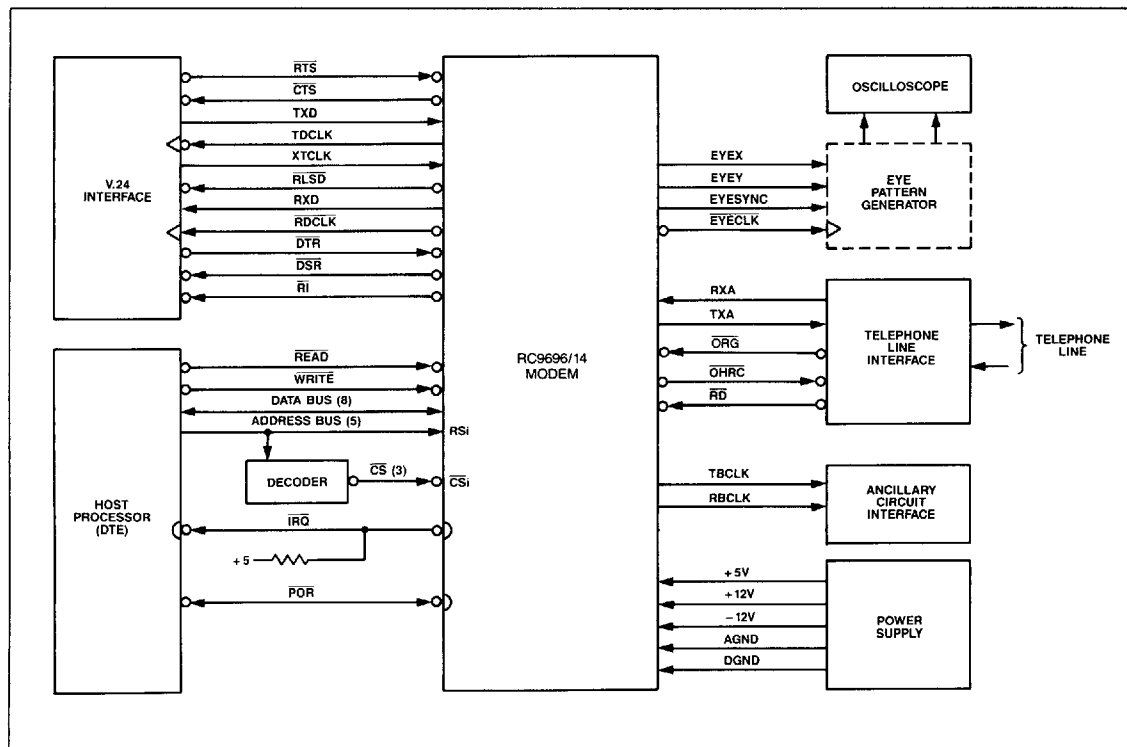 V.24
INTERFACE
RTS
CTS
TXD
TDCLK
XTCLK
RLSD
RXD
RDCLK
DTR
DSR
RI
HOST
PROCESSOR
(DTE)
READ
WRITE
DATA BUS (8)
ADDRESS BUS (5)
DECODER
CS (3)
IRQ
+5
POR
RC9696/14
MODEM
RSi
CSi
OSCILLOSCOPE
EYEX
EYEY
EYESYNC
EYECLK
EYE
PATTERN
GENERATOR
RXA
TXA
ORG
OHRC
RD
TELEPHONE
LINE
INTERFACE
TELEPHONE
LINE
TBCLK
RBCLK
ANCILLARY
CIRCUIT
INTERFACE
+5V
+12V
−12V
AGND
DGND
POWER
SUPPLY